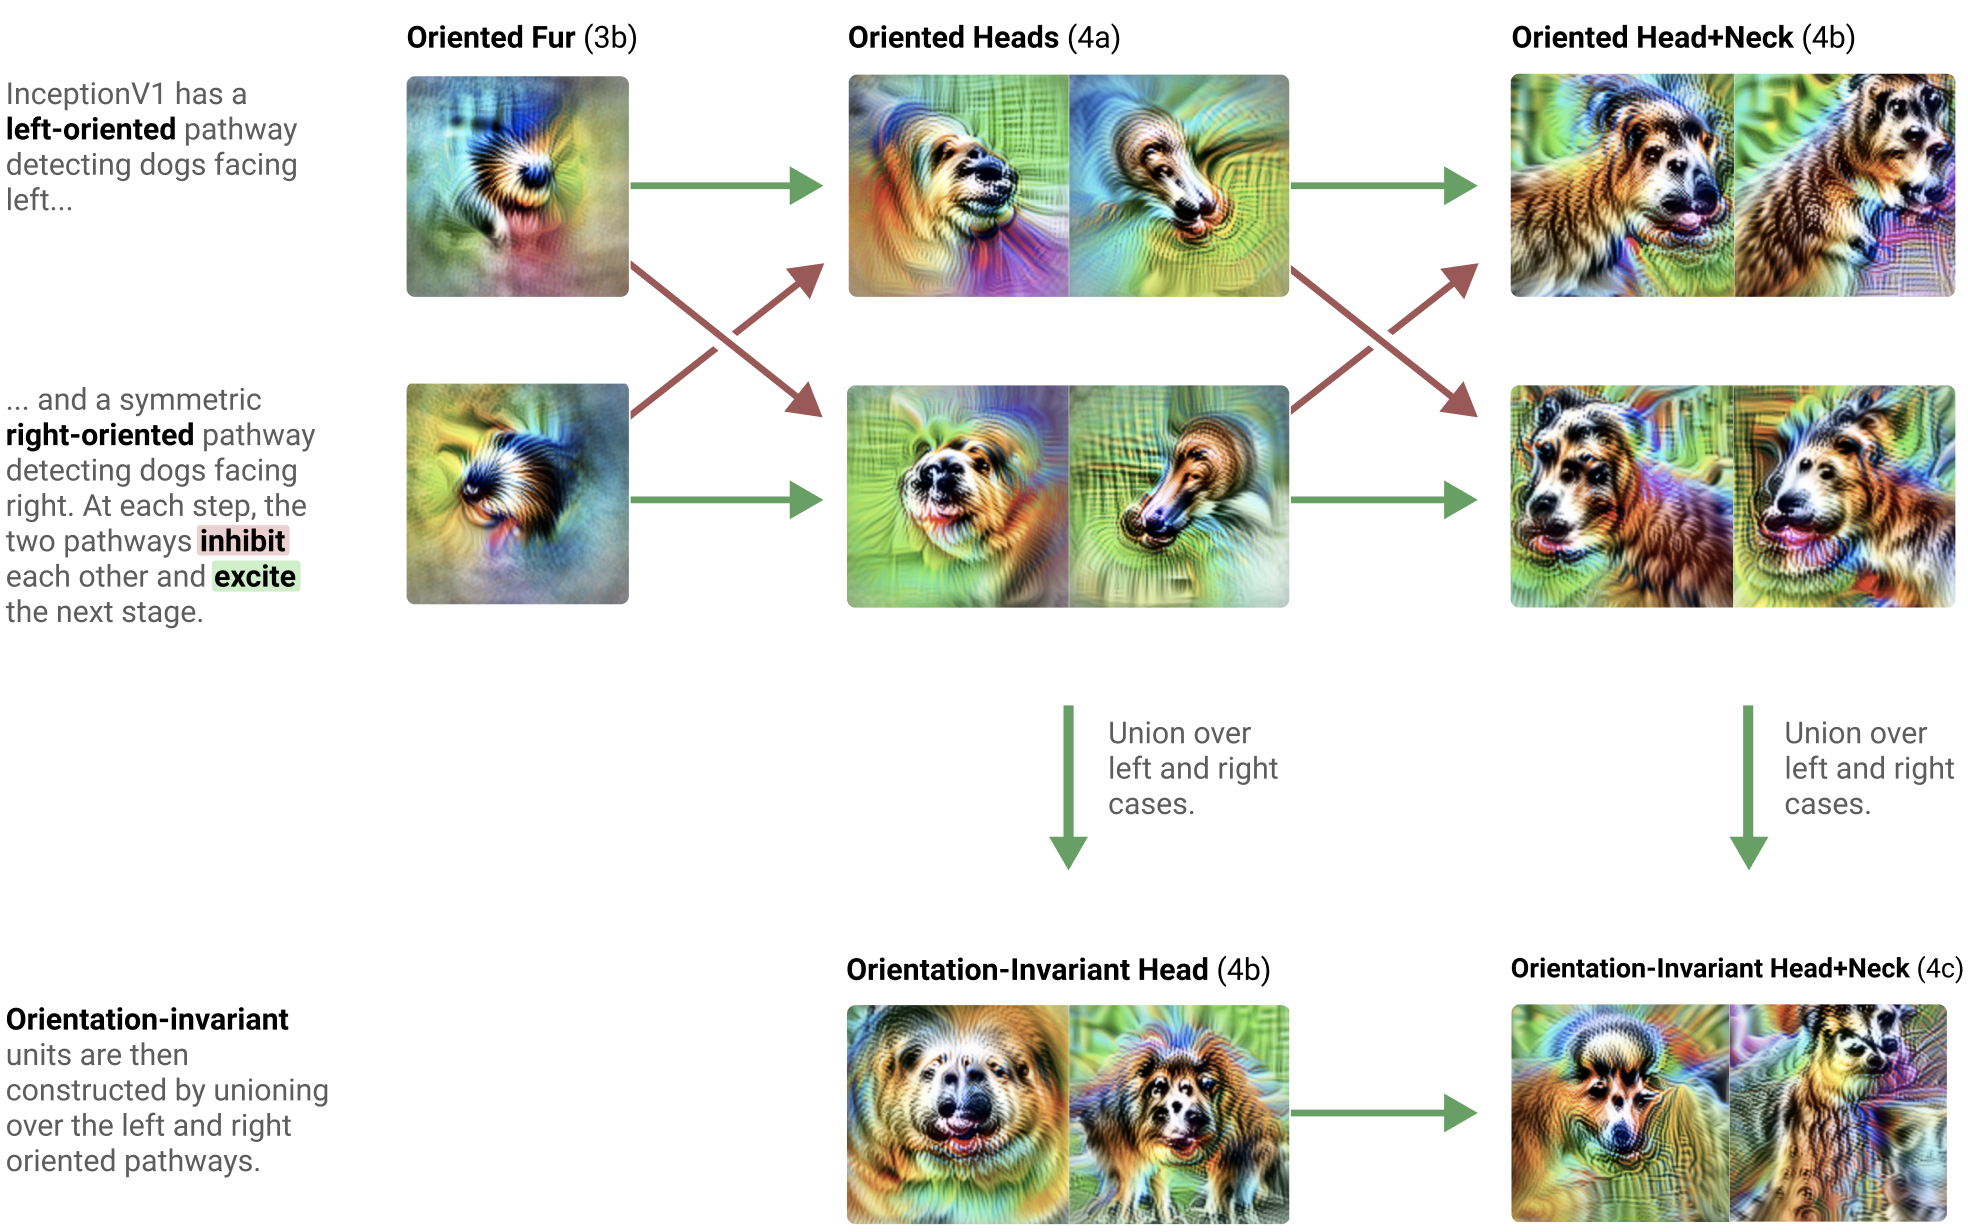 Oriented Fur (3b)
Oriented Heads (4a)
Oriented Head+Neck (4b)
InceptionV1 has a
left-oriented pathway
detecting dogs facing
left...
... and a symmetric
right-oriented pathway
detecting dogs facing
right. At each step, the
two pathways inhibit
each other and excite
the next stage.
Union over
left and right
cases.
Union over
left and right
cases.
Orientation-Invariant Head (4b)
Orientation-Invariant Head+Neck (4c)
Orientation-invariant
units are then
constructed by unioning
over the left and right
oriented pathways.